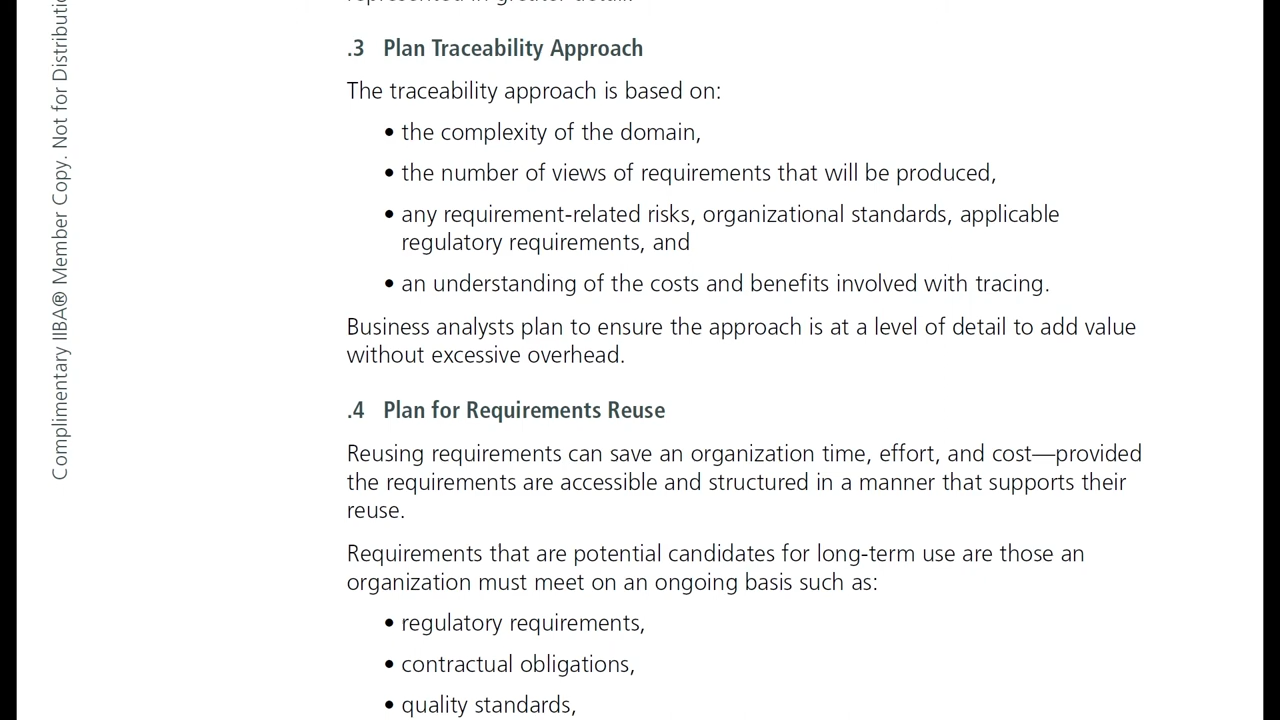 .3 Plan Traceability Approach
The traceability approach is based on:
• the complexity of the domain,
• the number of views of requirements that will be produced,
• any requirement-related risks, organizational standards, applicable
regulatory requirements, and
• an understanding of the costs and benefits involved with tracing.
Business analysts plan to ensure the approach is at a level of detail to add value
without excessive overhead.
.4 Plan for Requirements Reuse
Reusing requirements can save an organization time, effort, and cost—provided
the requirements are accessible and structured in a manner that supports their
reuse.
Requirements that are potential candidates for long-term use are those an
organization must meet on an ongoing basis such as:
• regulatory requirements,
• contractual obligations,
• quality standards,
Complimentary IIBA® Member Copy. Not for Distributio